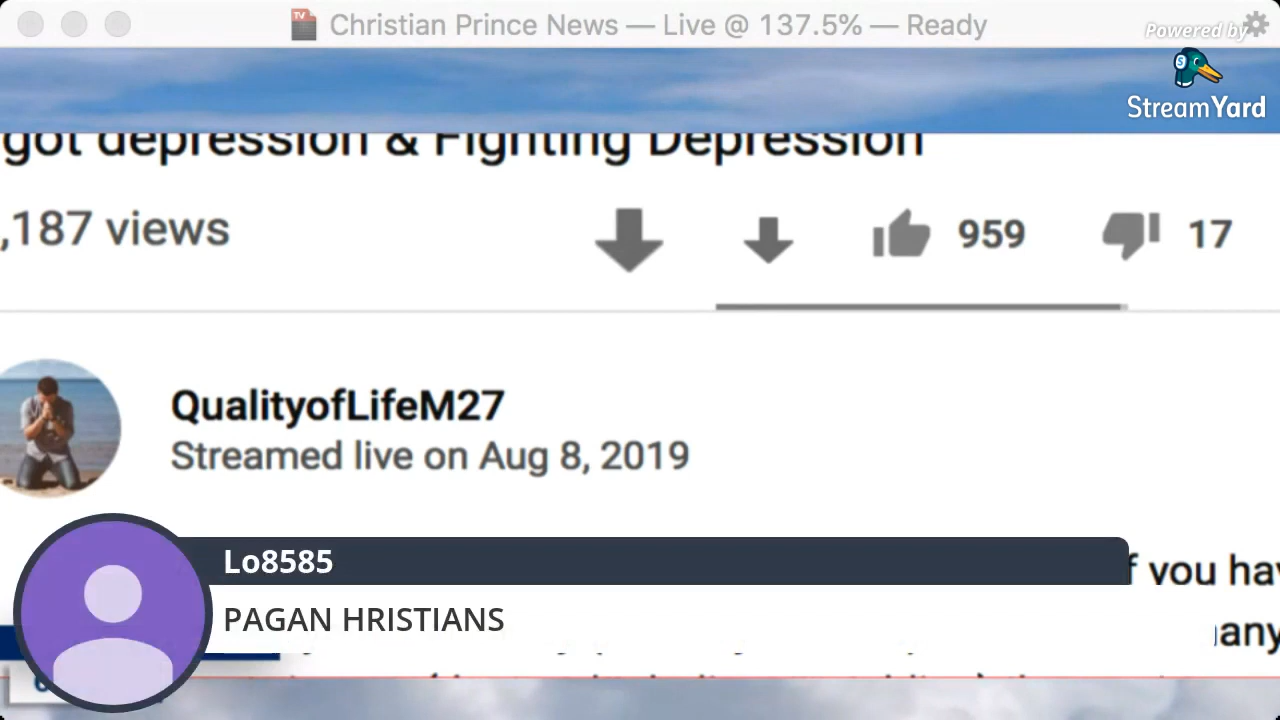 Christian Prince News — Live @ 137.5% — Ready
Powered by
StreamYard
got depression & Fighting Depression
,187 views
959
17
QualityofLifeM27
Streamed live on Aug 8, 2019
Lo8585
f you hav
PAGAN HRISTIANS
any